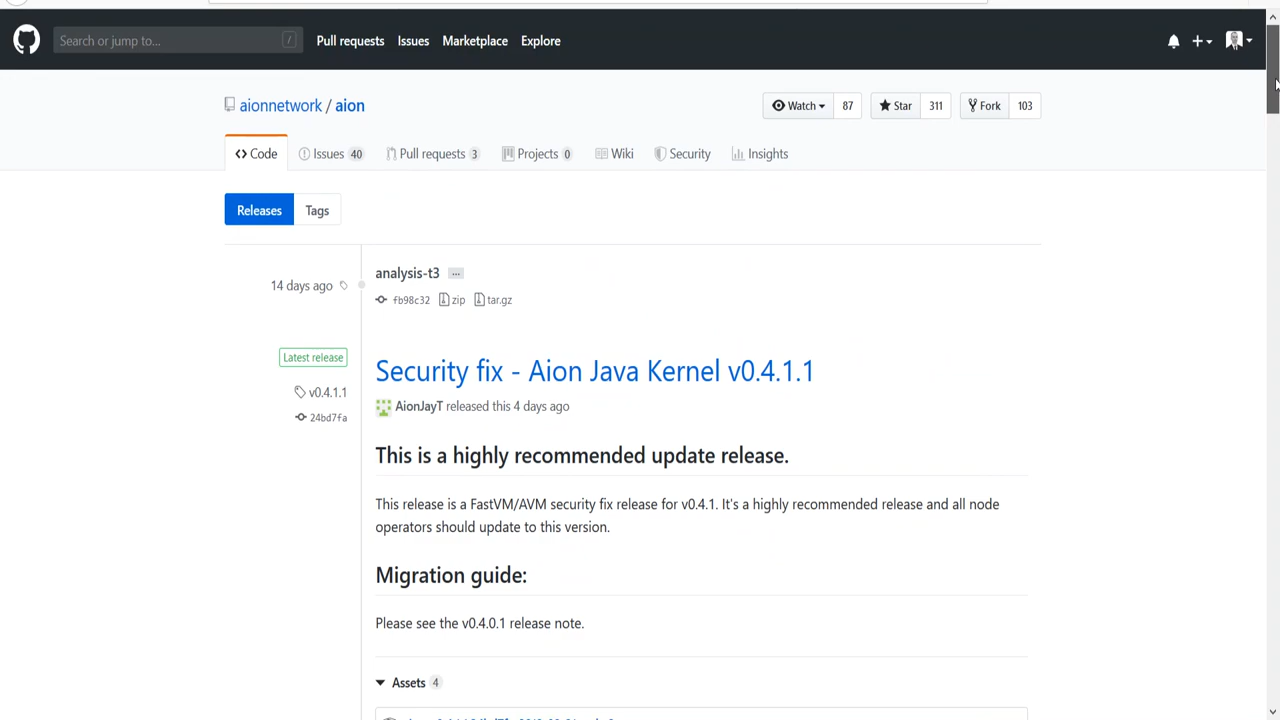 Search or jump to... /
Pull requests Issues Marketplace Explore
aionnetwork / aion
Watch 87 Star 311 Fork 103
Code Issues 40 Pull requests 3 Projects 0 Wiki Security Insights
Releases Tags
14 days ago
analysis-t3 ...
fb98c32 zip tar.gz
Latest release
v0.4.1.1
24bd7fa
Security fix - Aion Java Kernel v0.4.1.1
AionJayT released this 4 days ago
This is a highly recommended update release.
This release is a FastVM/AVM security fix release for v0.4.1. It's a highly recommended release and all node
operators should update to this version.
Migration guide:
Please see the v0.4.0.1 release note.
Assets 4